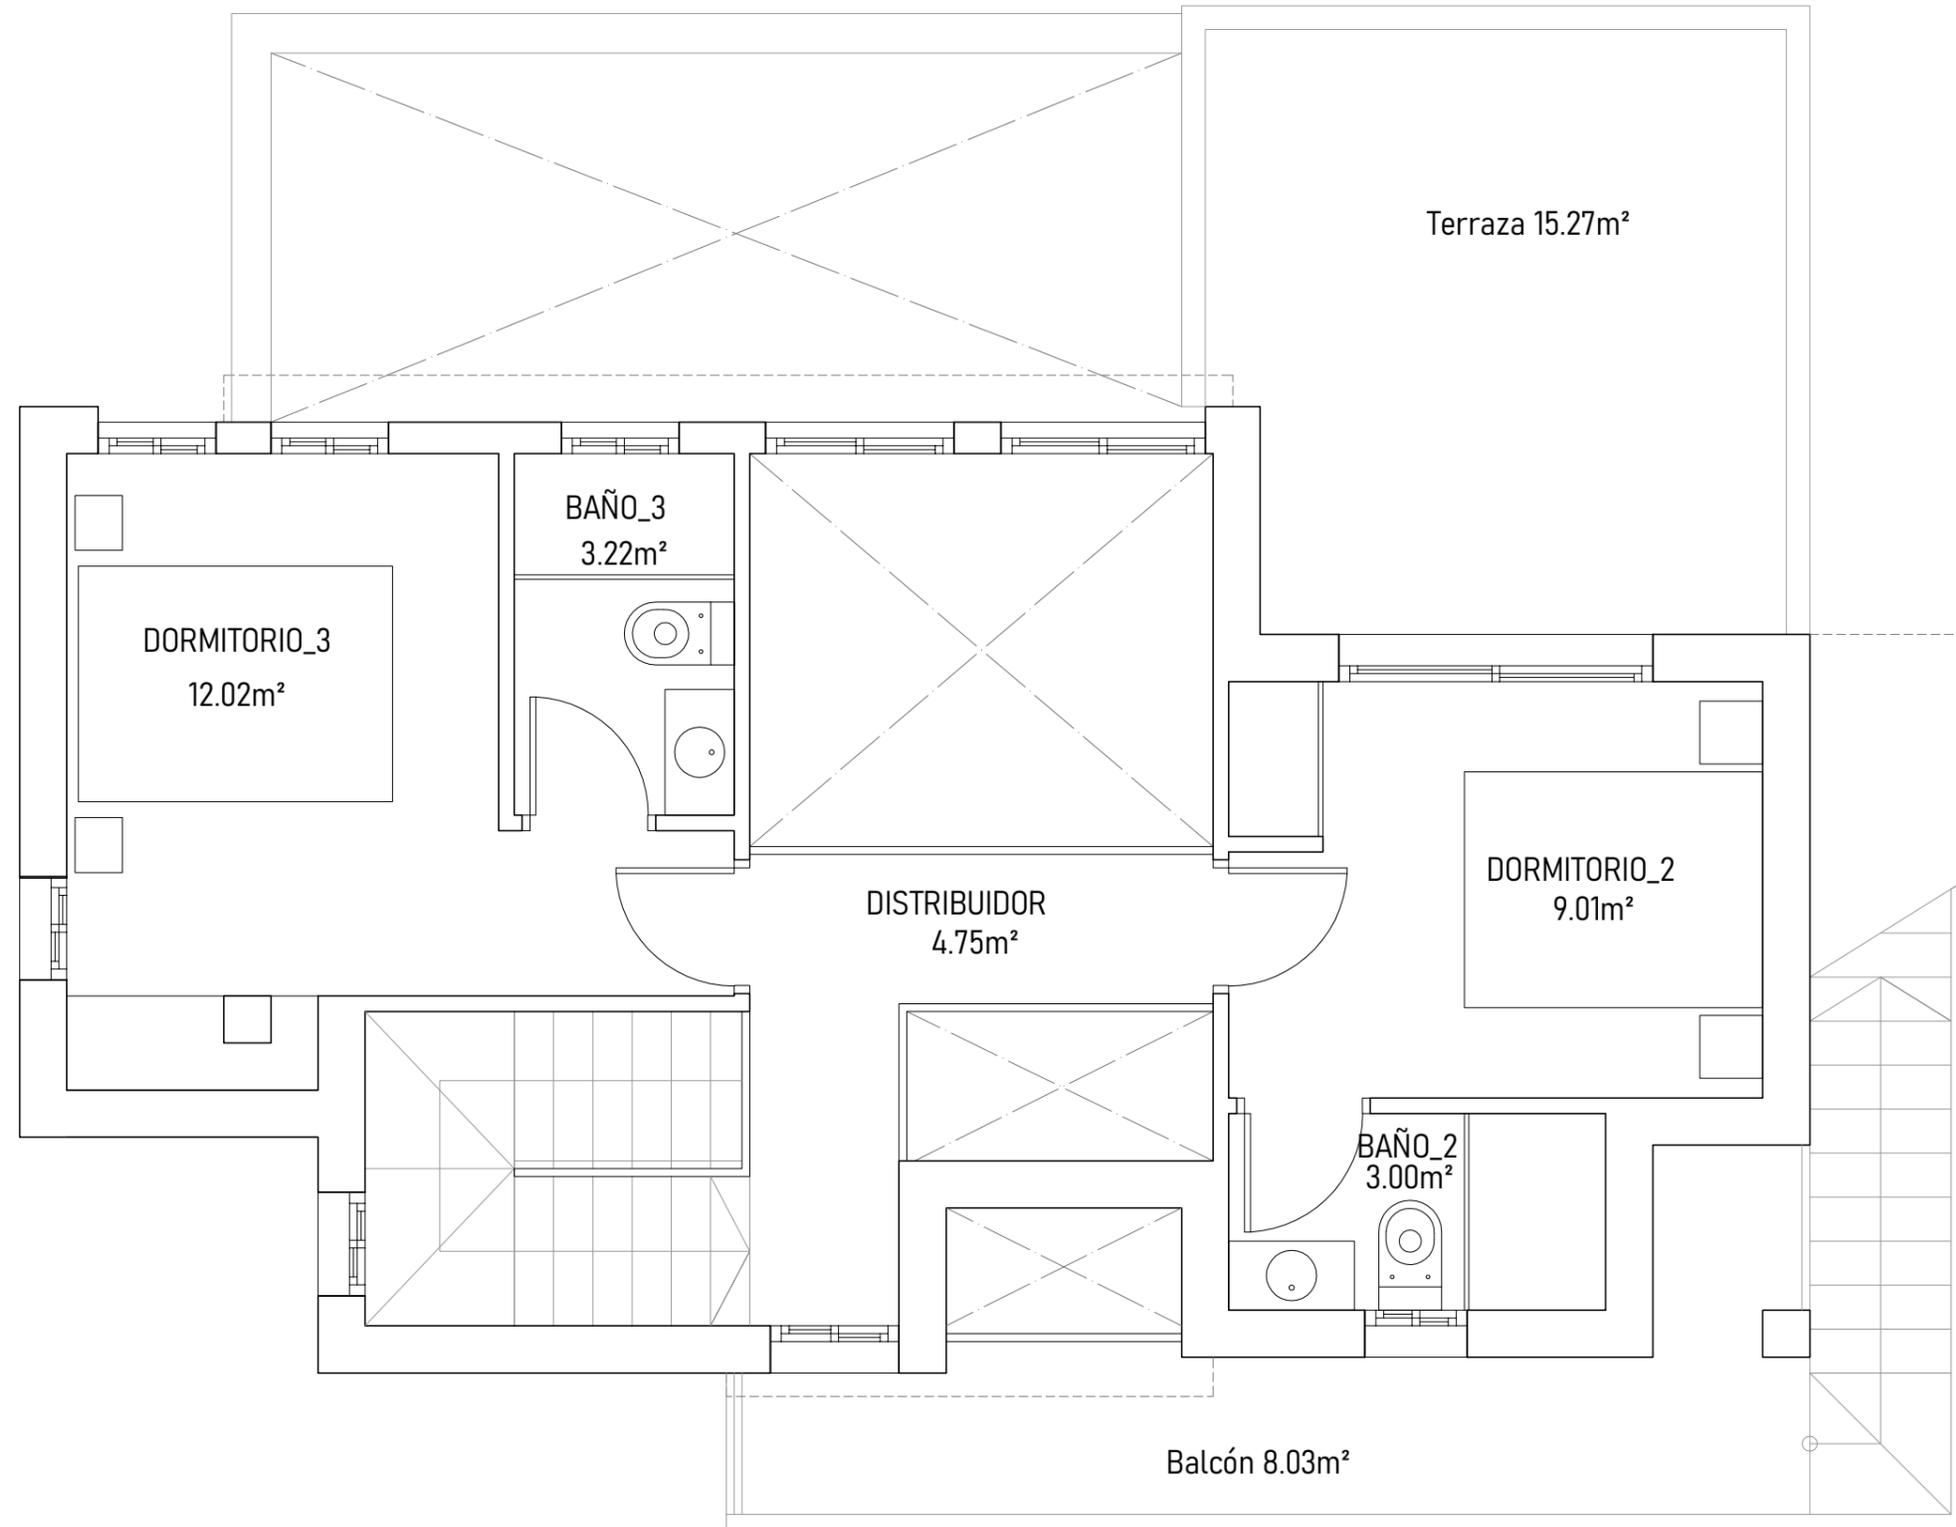 Terraza 15.27m²
BAÑO_3
3.22m²
DORMITORIO_3
12.02m²
DORMITORIO_2
9.01m²
DISTRIBUIDOR
4.75m²
BAÑO_2
3.00m²
Balcón 8.03m²